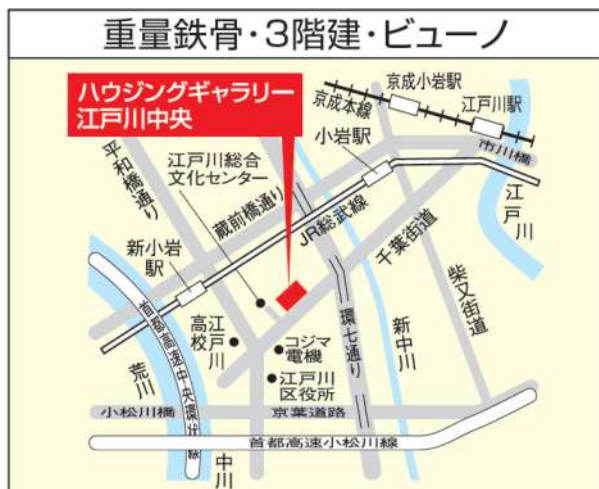 重量鉄骨・3階建・ビューノ
ハウジングギャラリー
江戸川中央
京成小岩駅
京成本線
江戸川駅
市川橋
江戸川
小岩駅
平和橋通り
江戸川総合
文化センター
蔵前橋通り
JR総武線
千葉街道
柴又街道
新小岩
駅
首都高速中央環状線
荒川
江戸川
高校
コジマ
電機
江戸川
区役所
環七通り
新中川
小松川橋
京葉道路
首都高速小松川線
中川